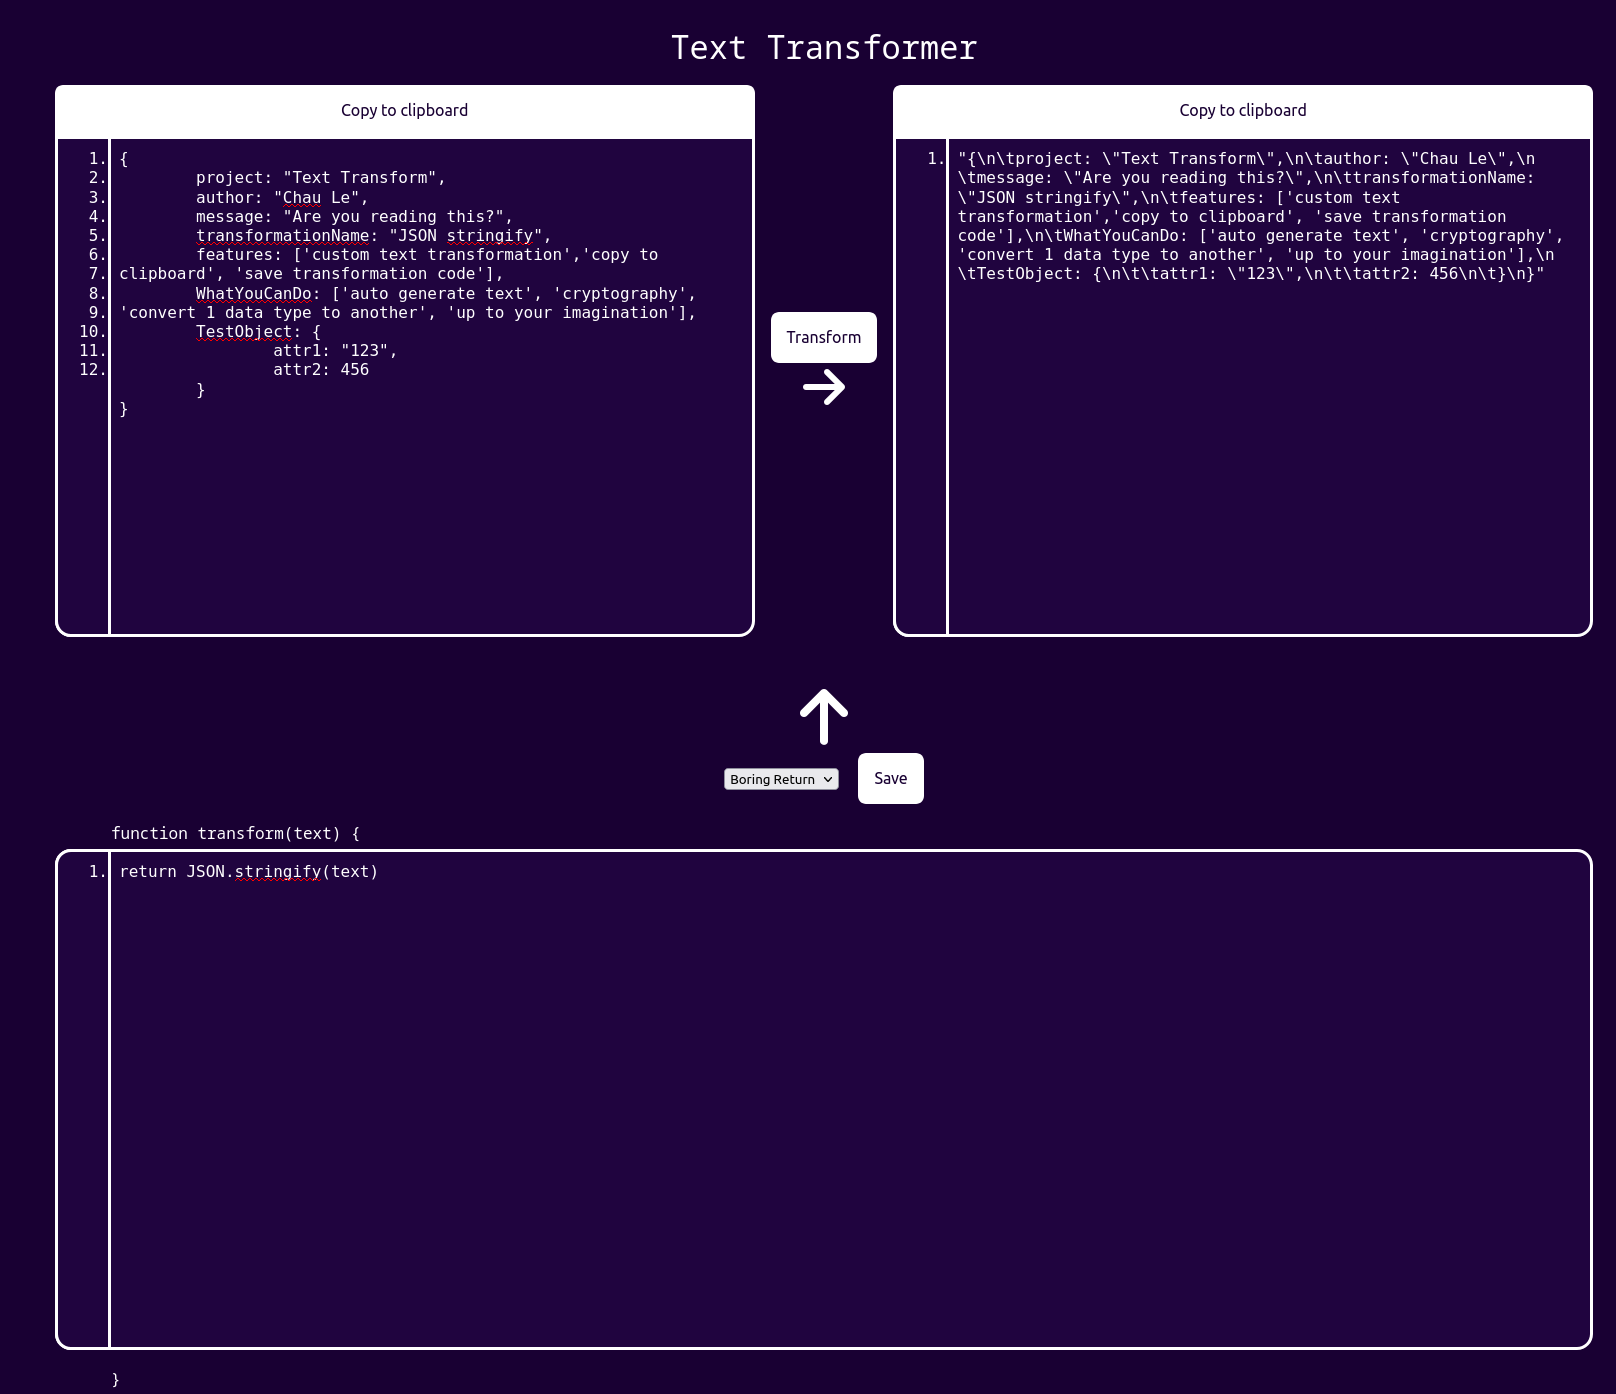 Text Transformer
Copy to clipboard
1. {
2. project: "Text Transform",
3. author: "Chau Le",
4. message: "Are you reading this?",
5. transformationName: "JSON stringify",
6. features: ['custom text transformation','copy to
7. clipboard', 'save transformation code'],
8. WhatYouCanDo: ['auto generate text', 'cryptography',
9. 'convert 1 data type to another', 'up to your imagination'],
10. TestObject: {
11. attr1: "123",
12. attr2: 456
}
}
Transform
Copy to clipboard
1. "{\n\tproject: \"Text Transform\",\n\tauthor: \"Chau Le\",\n
\tmessage: \"Are you reading this?\",\n\ttransformationName:
\"JSON stringify\",\n\tfeatures: ['custom text
transformation','copy to clipboard', 'save transformation
code'],\n\tWhatYouCanDo: ['auto generate text', 'cryptography',
'convert 1 data type to another', 'up to your imagination'],\n
\tTestObject: {\n\t\tattr1: \"123\",\n\t\tattr2: 456\n\t}\n}"
Boring Return
Save
function transform(text) {
1. return JSON.stringify(text)
}